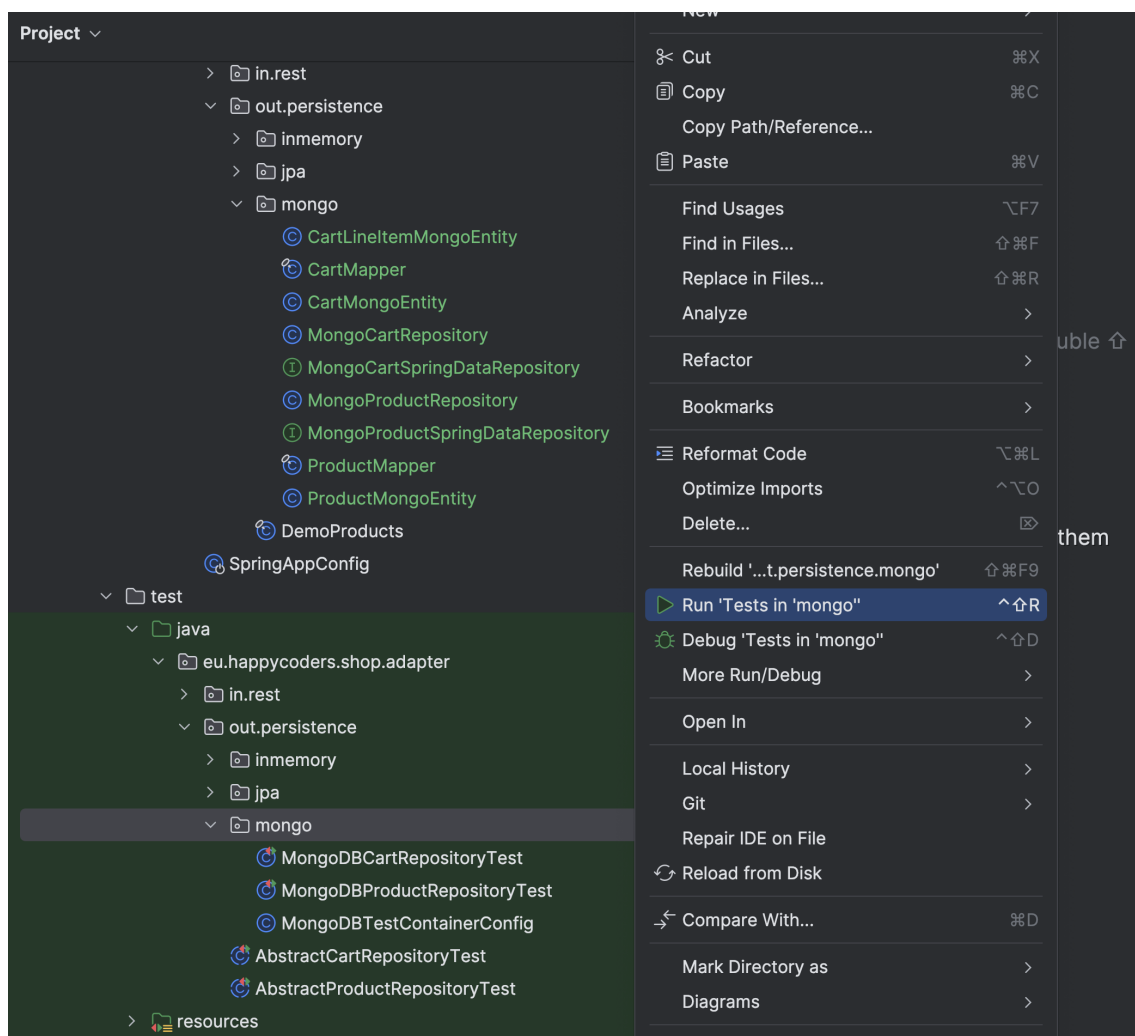 Project
in.rest
out.persistence
inmemory
jpa
mongo
CartLineItemMongoEntity
CartMapper
CartMongoEntity
MongoCartRepository
MongoCartSpringDataRepository
MongoProductRepository
MongoProductSpringDataRepository
ProductMapper
ProductMongoEntity
DemoProducts
SpringAppConfig
test
java
eu.happycoders.shop.adapter
in.rest
out.persistence
inmemory
jpa
mongo
MongoDBCartRepositoryTest
MongoDBProductRepositoryTest
MongoDBTestContainerConfig
AbstractCartRepositoryTest
AbstractProductRepositoryTest
resources
New
Cut ⌘X
Copy ⌘C
Copy Path/Reference...
Paste ⌘V
Find Usages ⌥F7
Find in Files... ⇧⌘F
Replace in Files... ⇧⌘R
Analyze
Refactor
Bookmarks
Reformat Code ⌥⌘L
Optimize Imports ^⌥O
Delete... ⌦
Rebuild '...t.persistence.mongo' ⇧⌘F9
Run 'Tests in 'mongo'' ^⇧R
Debug 'Tests in 'mongo'' ^⇧D
More Run/Debug
Open In
Local History
Git
Repair IDE on File
Reload from Disk
Compare With... ⌘D
Mark Directory as
Diagrams
uble ⇧
them